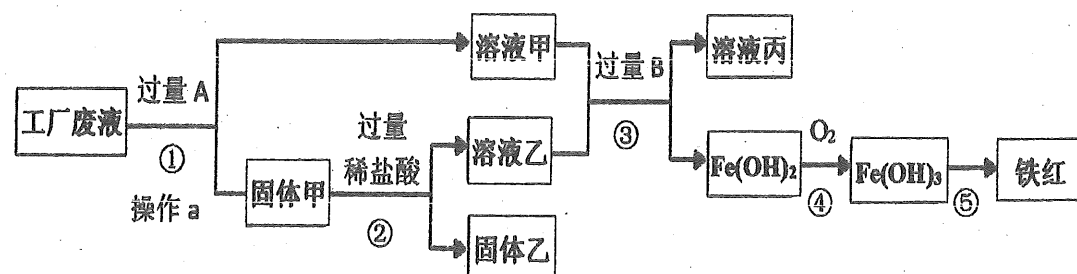 工厂废液
过量 A
①
操作 a
固体甲
过量
稀盐酸
②
溶液甲
溶液乙
固体乙
过量 B
③
溶液丙
Fe(OH)₂
O₂
④
Fe(OH)₃
⑤
铁红